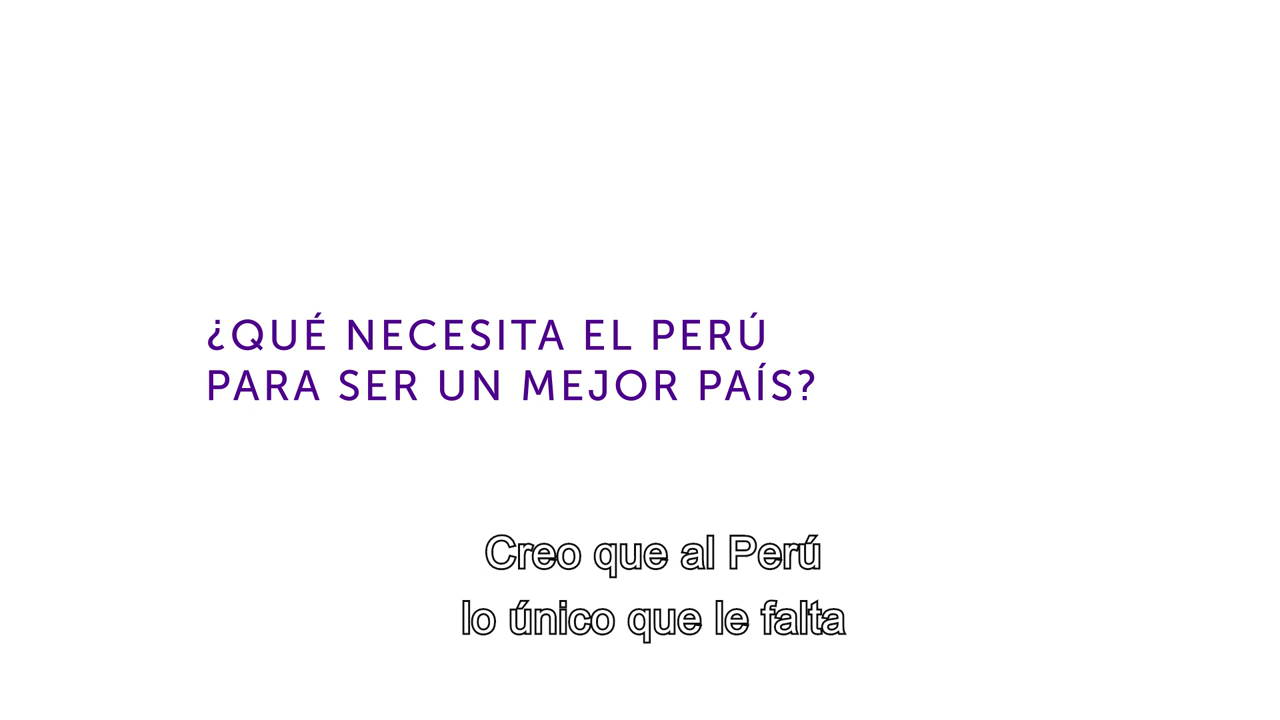 ¿QUÉ NECESITA EL PERÚ
PARA SER UN MEJOR PAÍS?
Creo que al Perú
lo único que le falta